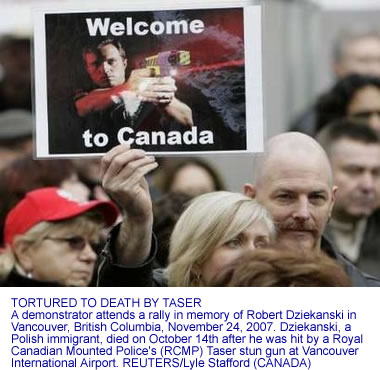 Welcome
to Canada
TORTURED TO DEATH BY TASER
A demonstrator attends a rally in memory of Robert Dziekanski in
Vancouver, British Columbia, November 24, 2007. Dziekanski, a
Polish immigrant, died on October 14th after he was hit by a Royal
Canadian Mounted Police's (RCMP) Taser stun gun at Vancouver
International Airport. REUTERS/Lyle Stafford (CANADA)